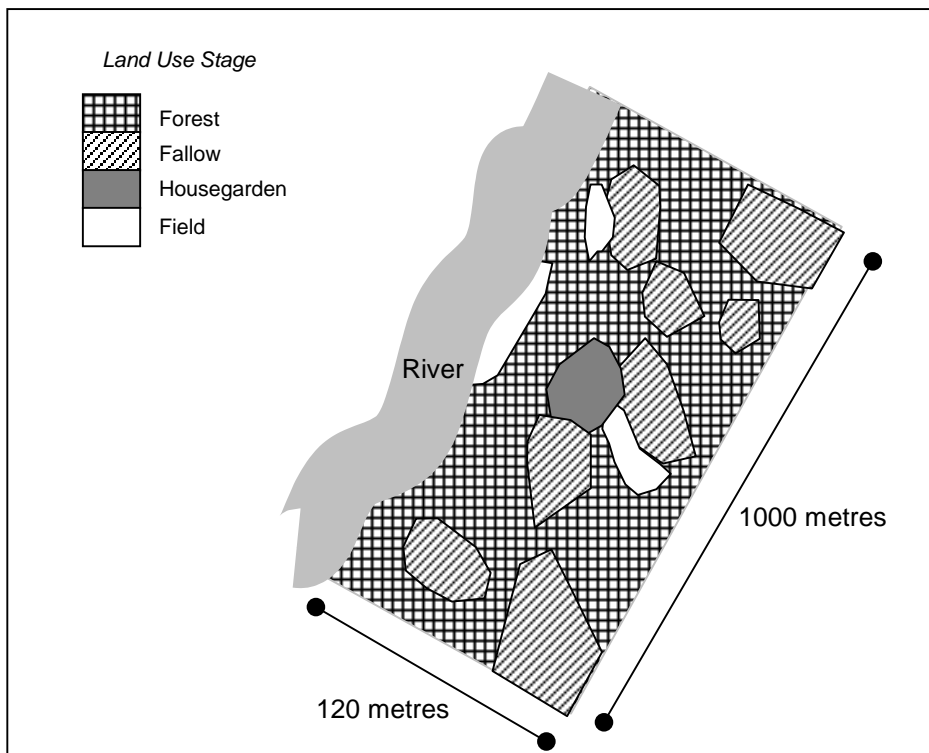 Land Use Stage
Forest
Fallow
Housegarden
Field
River
1000 metres
120 metres